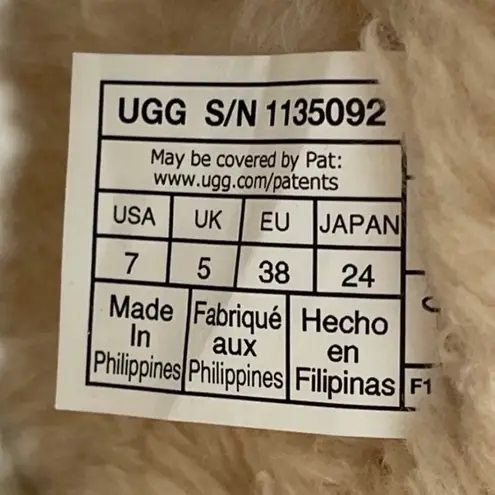 UGG S/N 1135092
May be covered by Pat:
www.ugg.com/patents
USA UK EU JAPAN
7 5 38 24
Made In Philippines
Fabriqué aux Philippines
Hecho en Filipinas
F1